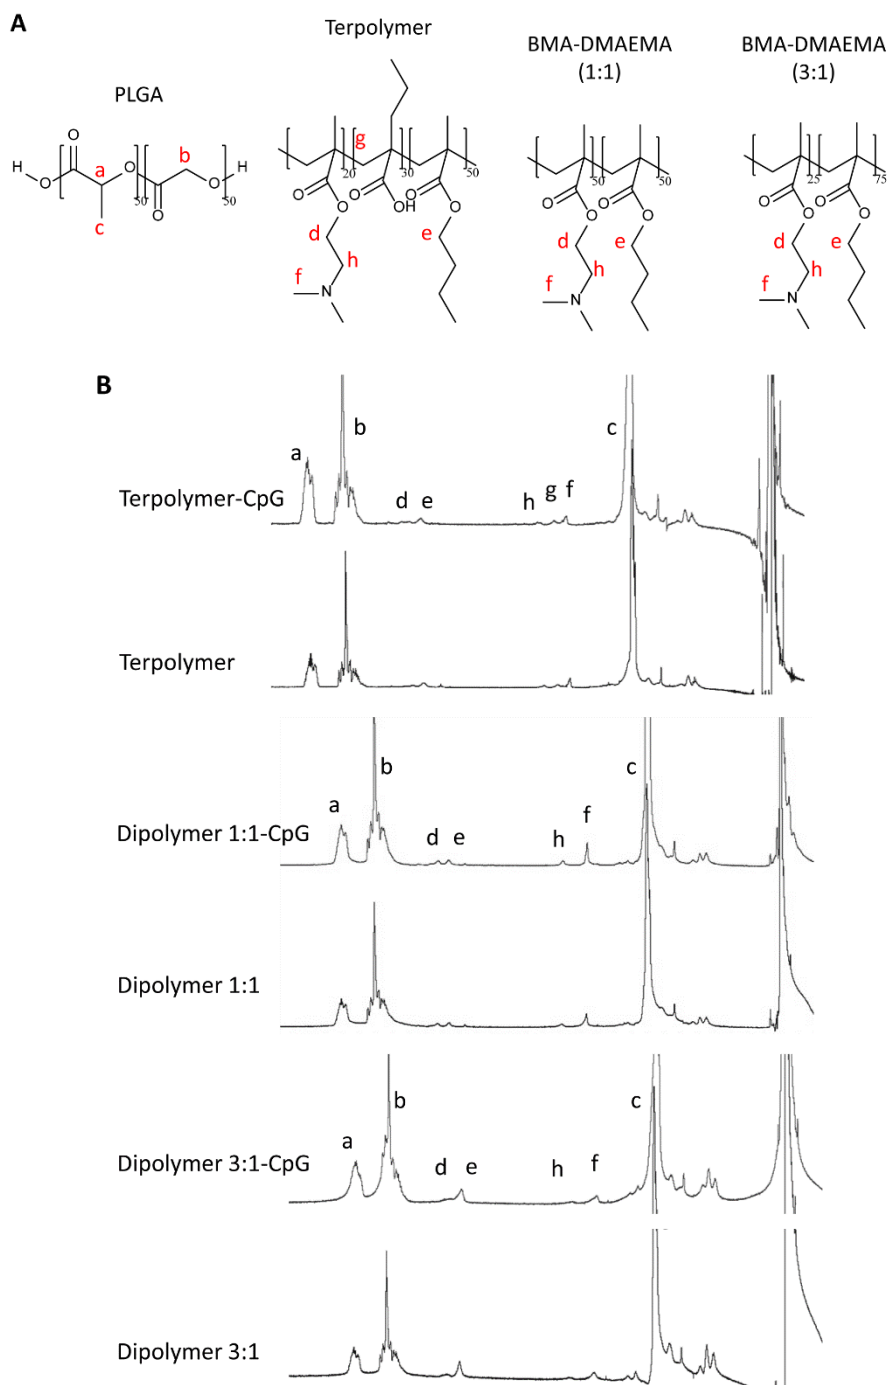 A
Terpolymer
BMA-DMAEMA
(1:1)
BMA-DMAEMA
(3:1)
PLGA
H O O a O 50 c
O b O 50 H
g
20 30 50
O O OH O O
d h e
f N
50 50
O O O O
d h e
f N
25 75
O O O O
d h e
f N
B
a b c
d e h g f
Terpolymer-CpG
Terpolymer
a b c
d e h f
Dipolymer 1:1-CpG
Dipolymer 1:1
a b c
d e h f
Dipolymer 3:1-CpG
Dipolymer 3:1